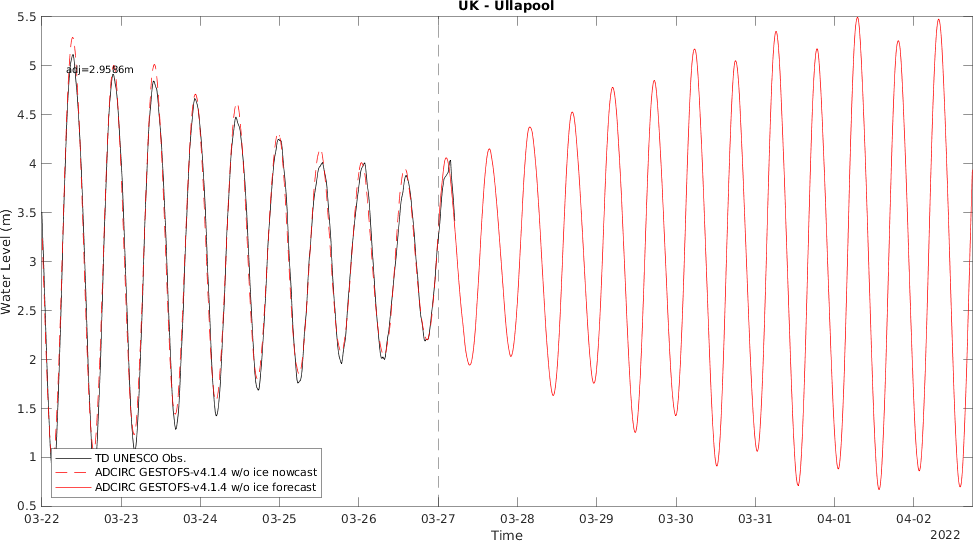 UK - Ullapool
5.5
5
4.5
4
3.5
3
2.5
2
1.5
1
0.5
Water Level (m)
adj=2.9586m
TD UNESCO Obs.
ADCIRC GESTOFS-v4.1.4 w/o ice nowcast
ADCIRC GESTOFS-v4.1.4 w/o ice forecast
03-22 03-23 03-24 03-25 03-26 03-27 03-28 03-29 03-30 03-31 04-01 04-02
Time
2022